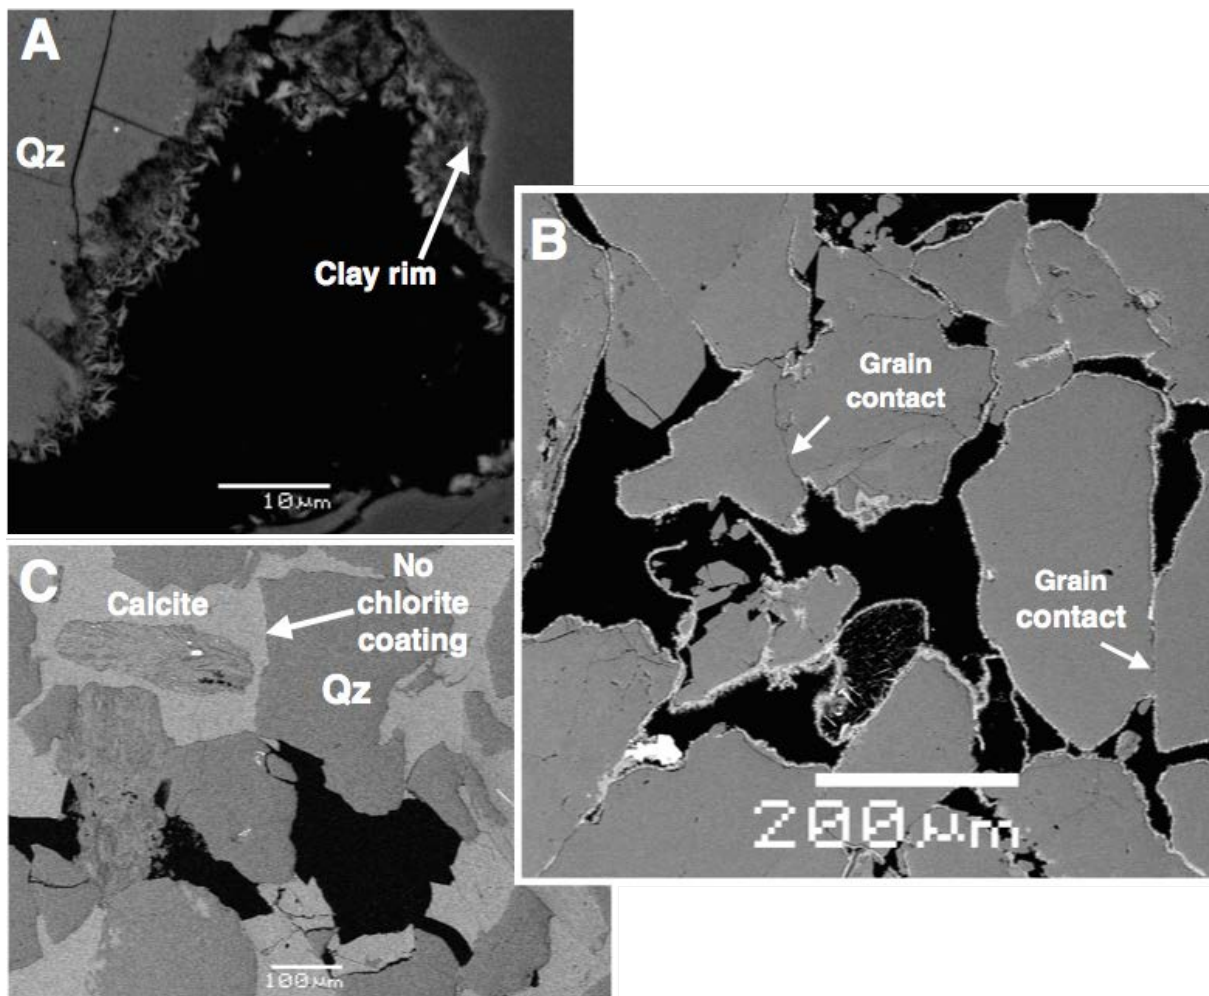 A
Qz
Clay rim
10µm
B
Grain
contact
Grain
contact
200µm
C
Calcite
No
chlorite
coating
Qz
100µm